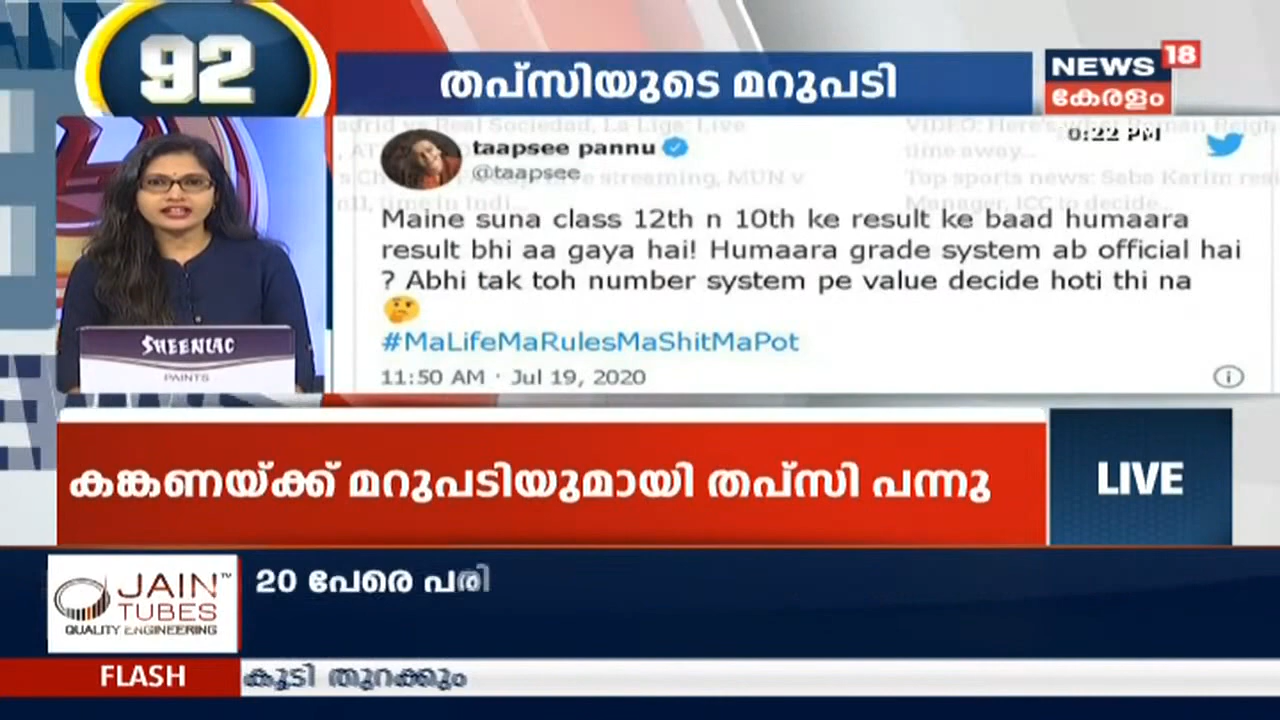 92
തപ്സിയുടെ മറുപടി
NEWS 18
കേരളം
0:22 PM
taapsee pannu
@taapsee
Maine suna class 12th n 10th ke result ke baad humaara
result bhi aa gaya hai! Humaara grade system ab official hai
? Abhi tak toh number system pe value decide hoti thi na
🤔
#MaLifeMaRulesMaShitMaPot
11:50 AM · Jul 19, 2020
SHEENLAC
PAINTS
കങ്കണയ്ക്ക് മറുപടിയുമായി തപ്സി പന്നു
LIVE
JAIN™
TUBES
QUALITY ENGINEERING
20 പേരെ പരി
FLASH
കൂടി തുറക്കും